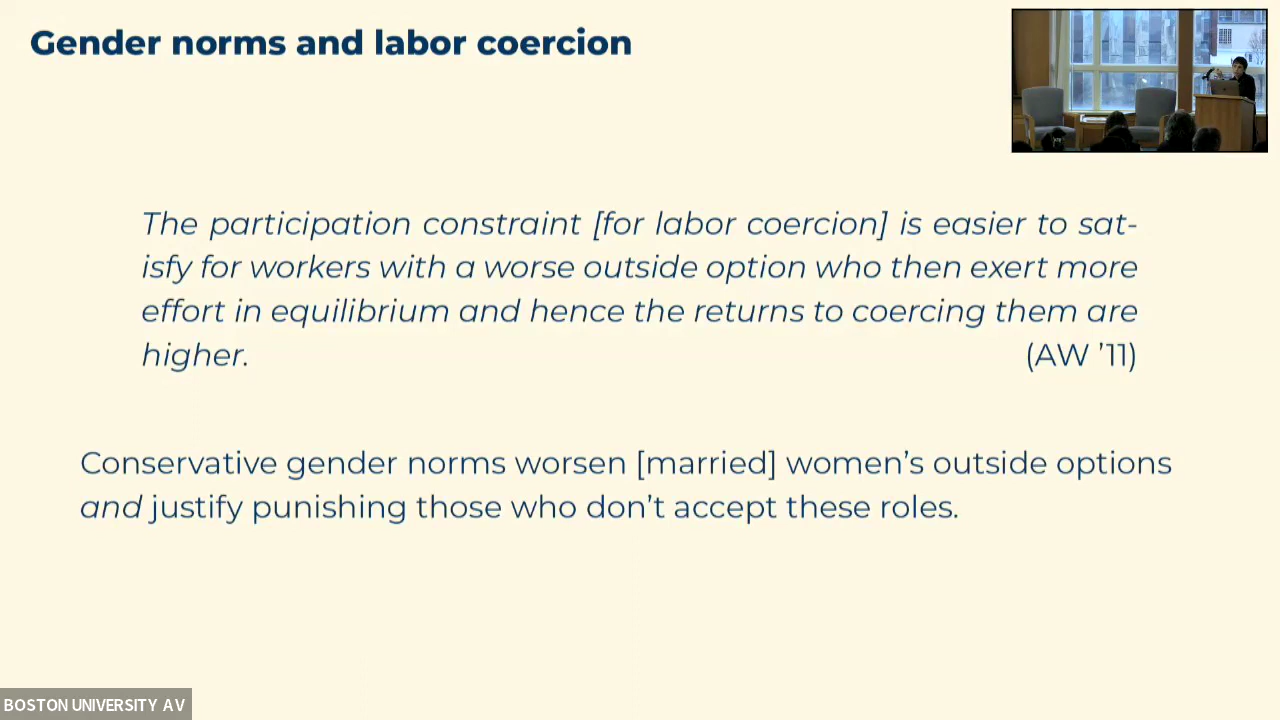 Gender norms and labor coercion
The participation constraint [for labor coercion] is easier to sat-
isfy for workers with a worse outside option who then exert more
effort in equilibrium and hence the returns to coercing them are
higher. (AW ’11)
Conservative gender norms worsen [married] women’s outside options
and justify punishing those who don’t accept these roles.
BOSTON UNIVERSITY AV